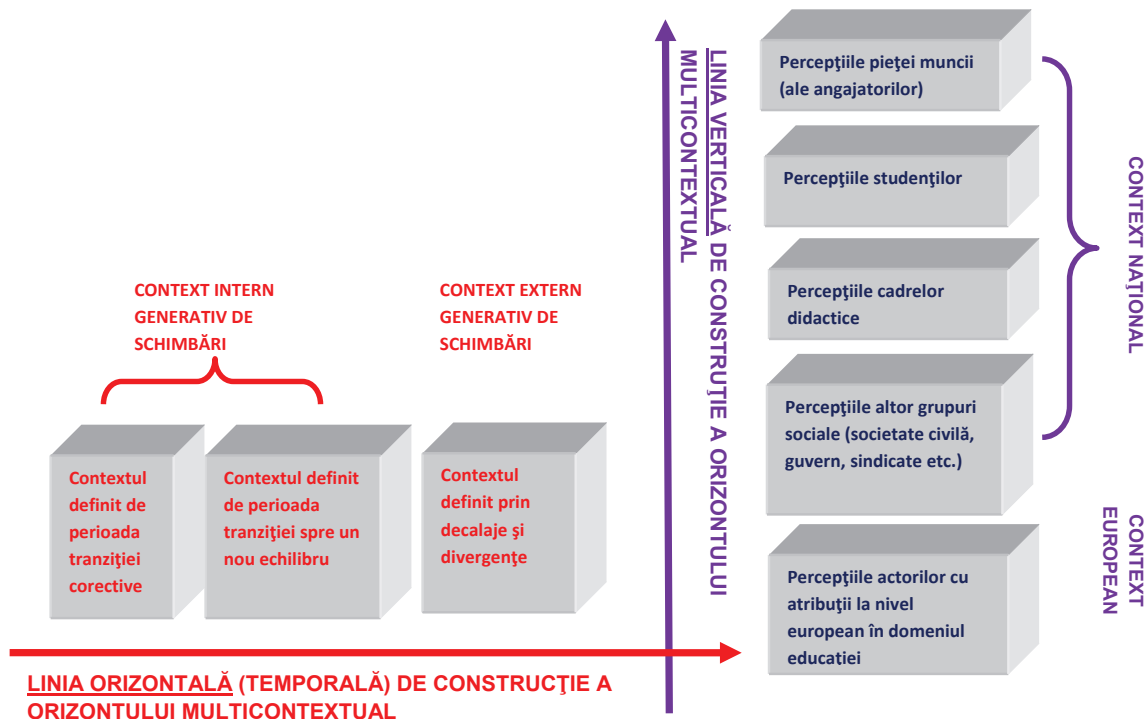 CONTEXT INTERN
GENERATIV DE
SCHIMBĂRI
CONTEXT EXTERN
GENERATIV DE
SCHIMBĂRI
Contextul
definit de
perioada
tranziţiei
corective
Contextul definit
de perioada
tranziţiei spre un
nou echilibru
Contextul
definit prin
decalaje şi
divergenţe
LINIA ORIZONTALĂ (TEMPORALĂ) DE CONSTRUCŢIE A
ORIZONTULUI MULTICONTEXTUAL
LINIA VERTICALĂ DE CONSTRUŢIE A ORIZONTULUI
MULTICONTEXTUAL
Percepţiile pieţei muncii
(ale angajatorilor)
Percepţiile studenţilor
Percepţiile cadrelor
didactice
Percepţiile altor grupuri
sociale (societate civilă,
guvern, sindicate etc.)
Percepţiile actorilor cu
atribuţii la nivel
european în domeniul
educatiei
CONTEXT NAŢIONAL
CONTEXT
EUROPEAN